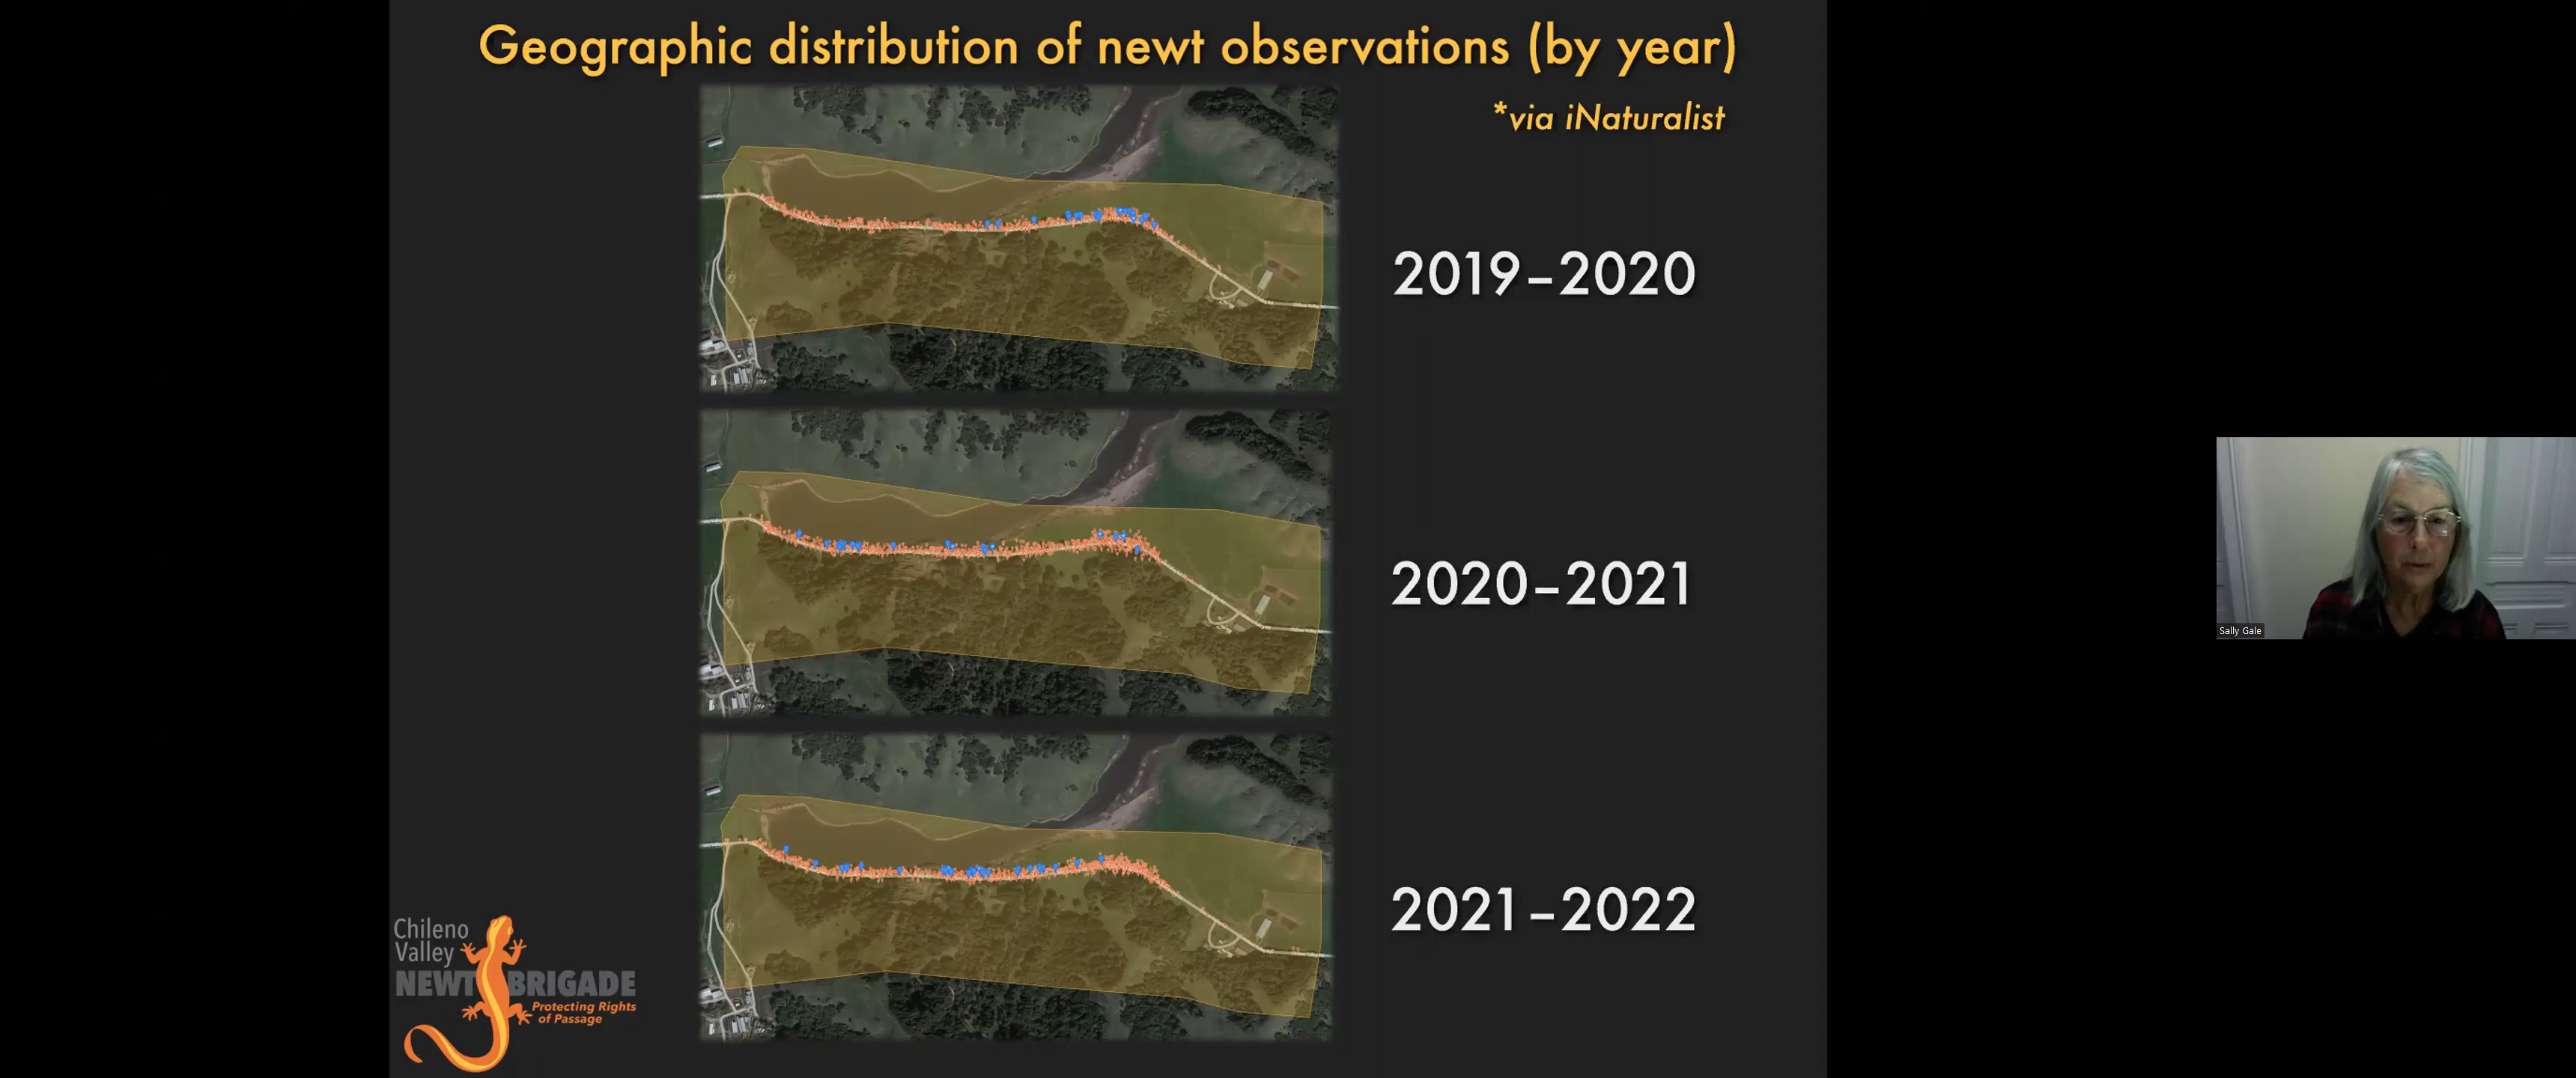 Geographic distribution of newt observations (by year)
*via iNaturalist
2019–2020
2020–2021
2021–2022
Chileno
Valley
NEWT BRIGADE
Protecting Rights
of Passage
Sally Gale